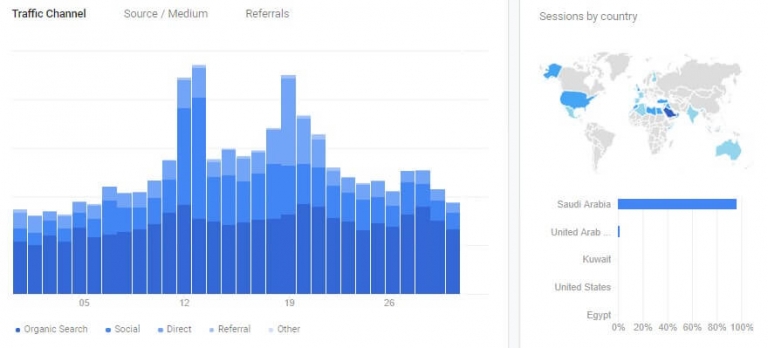 Traffic Channel Source / Medium Referrals
05 12 19 26
Organic Search Social Direct Referral Other
Sessions by country
Saudi Arabia
United Arab ...
Kuwait
United States
Egypt
0% 20% 40% 60% 80% 100%